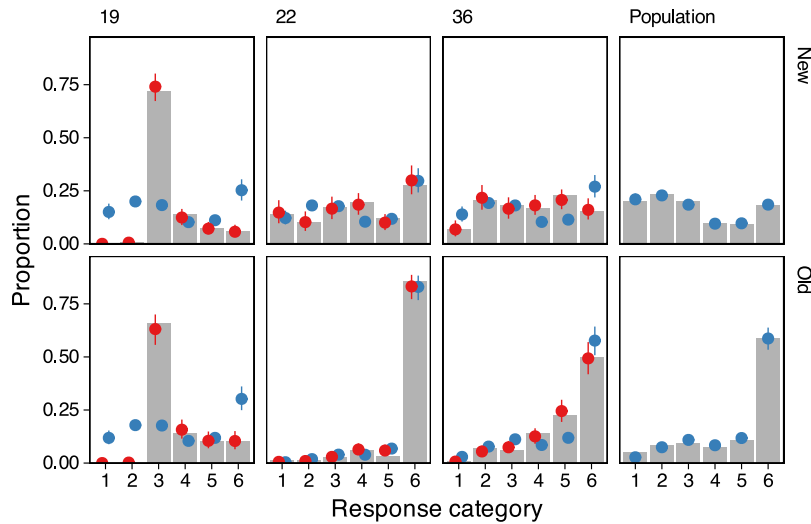 19 22 36 Population
New
0.75
0.50
0.25
0.00
Proportion
Old
0.75
0.50
0.25
0.00
1 2 3 4 5 6 1 2 3 4 5 6 1 2 3 4 5 6 1 2 3 4 5 6
Response category